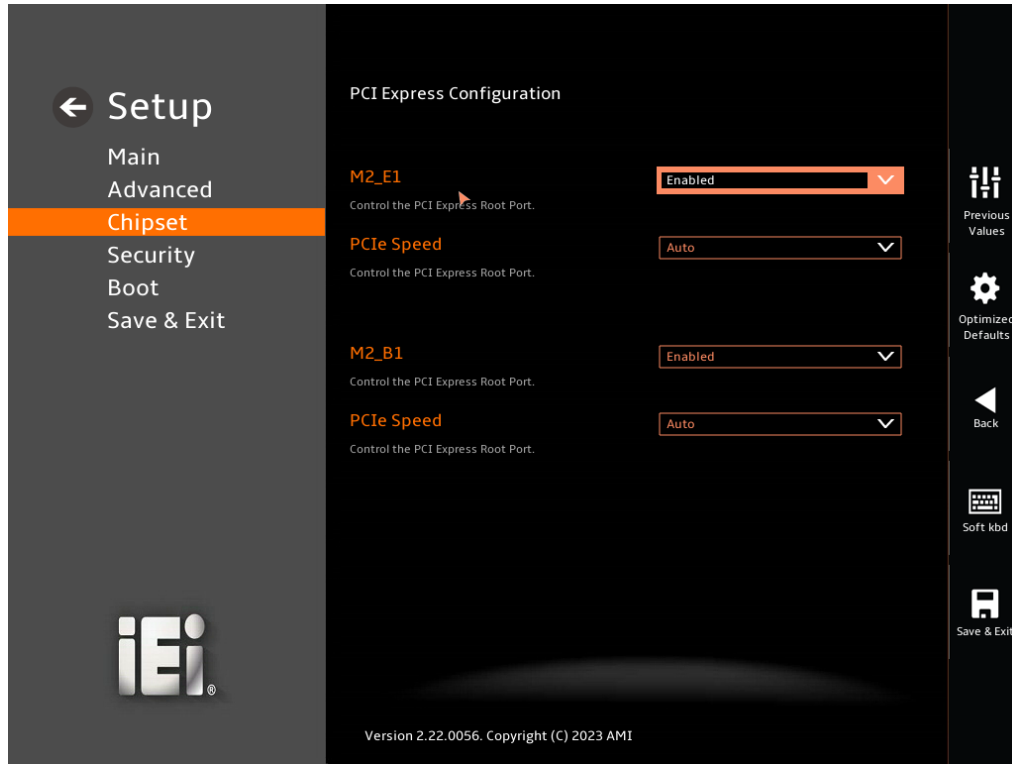 Setup
Main
Advanced
Chipset
Security
Boot
Save & Exit
iEi®
PCI Express Configuration
M2_E1
Enabled
Control the PCI Express Root Port.
PCIe Speed
Auto
Control the PCI Express Root Port.
M2_B1
Enabled
Control the PCI Express Root Port.
PCIe Speed
Auto
Control the PCI Express Root Port.
Version 2.22.0056. Copyright (C) 2023 AMI
Previous
Values
Optimized
Defaults
Back
Soft kbd
Save & Exit